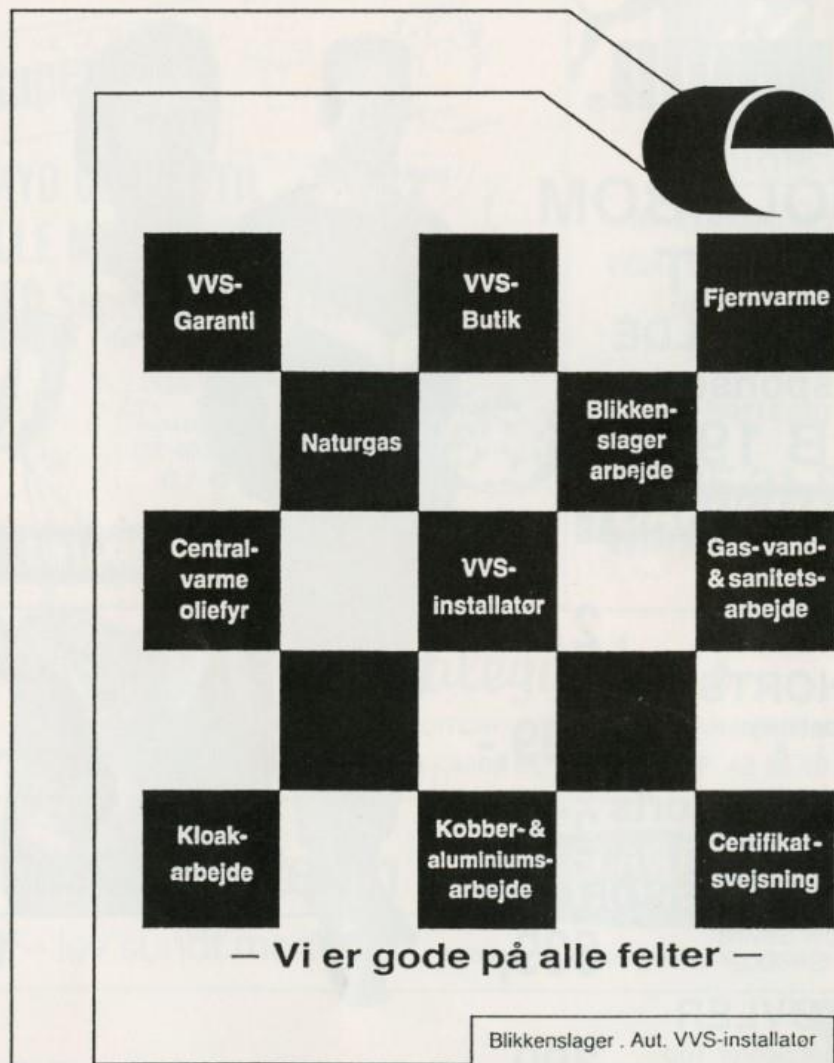 VVS-
Garanti
VVS-
Butik
Fjernvarme
Naturgas
Blikken-
slager
arbejde
Central-
varme
oliefyr
VVS-
installatør
Gas- vand-
& sanitets-
arbejde
Kloak-
arbejde
Kobber- &
aluminiums-
arbejde
Certifikat-
svejsning
— Vi er gode på alle felter —
Blikkenslager . Aut. VVS-installatør